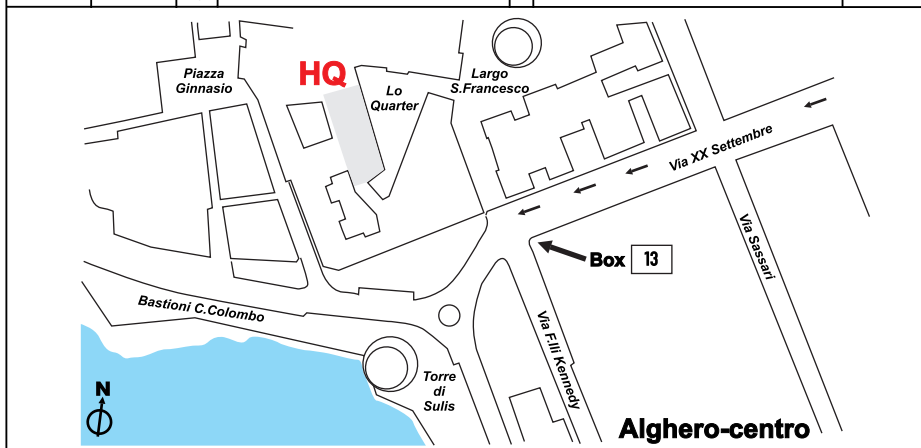 Piazza
Ginnasio
HQ
Lo
Quarter
Largo
S.Francesco
Via XX Settembre
Via Sassari
Box 13
Bastioni C.Colombo
Via F.lli Kennedy
Torre
di
Sulis
N
Alghero-centro